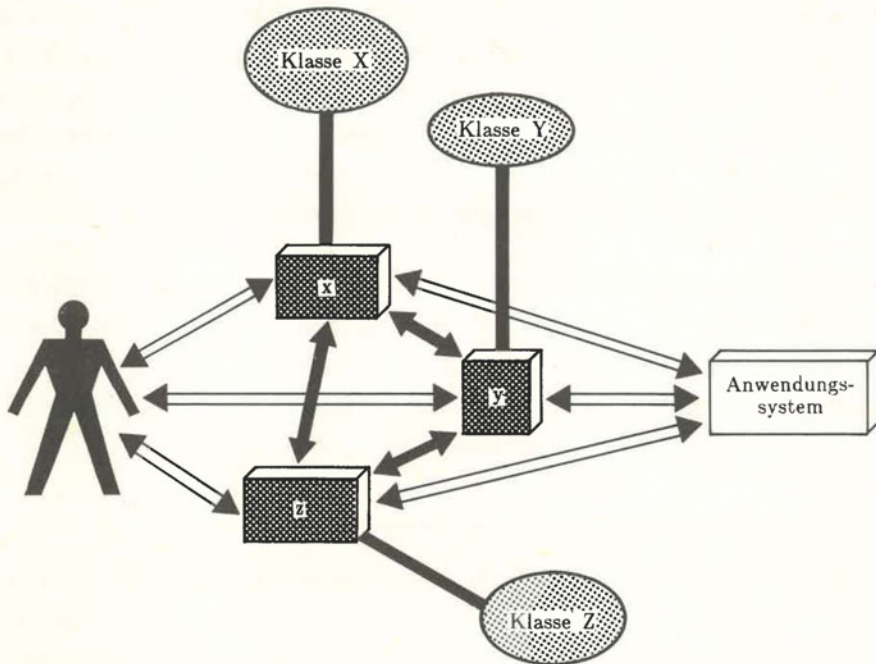 Klasse X
Klasse Y
x
y
Anwendungs-
system
z
Klasse Z